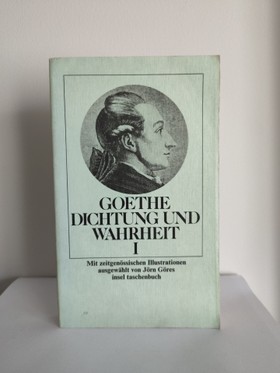 GOETHE
DICHTUNG UND
WAHRHEIT
I
Mit zeitgenössischen Illustrationen
ausgewählt von Jörn Göres
insel taschenbuch